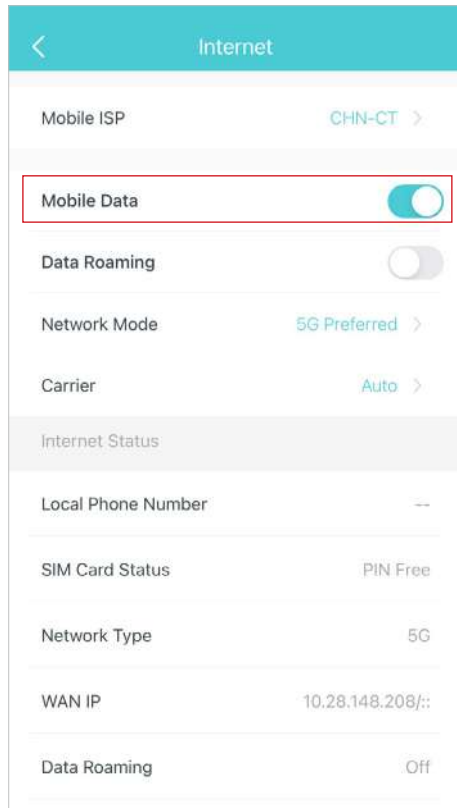 Internet
Mobile ISP CHN-CT
Mobile Data
Data Roaming
Network Mode 5G Preferred
Carrier Auto
Internet Status
Local Phone Number --
SIM Card Status PIN Free
Network Type 5G
WAN IP 10.28.148.208/::
Data Roaming Off